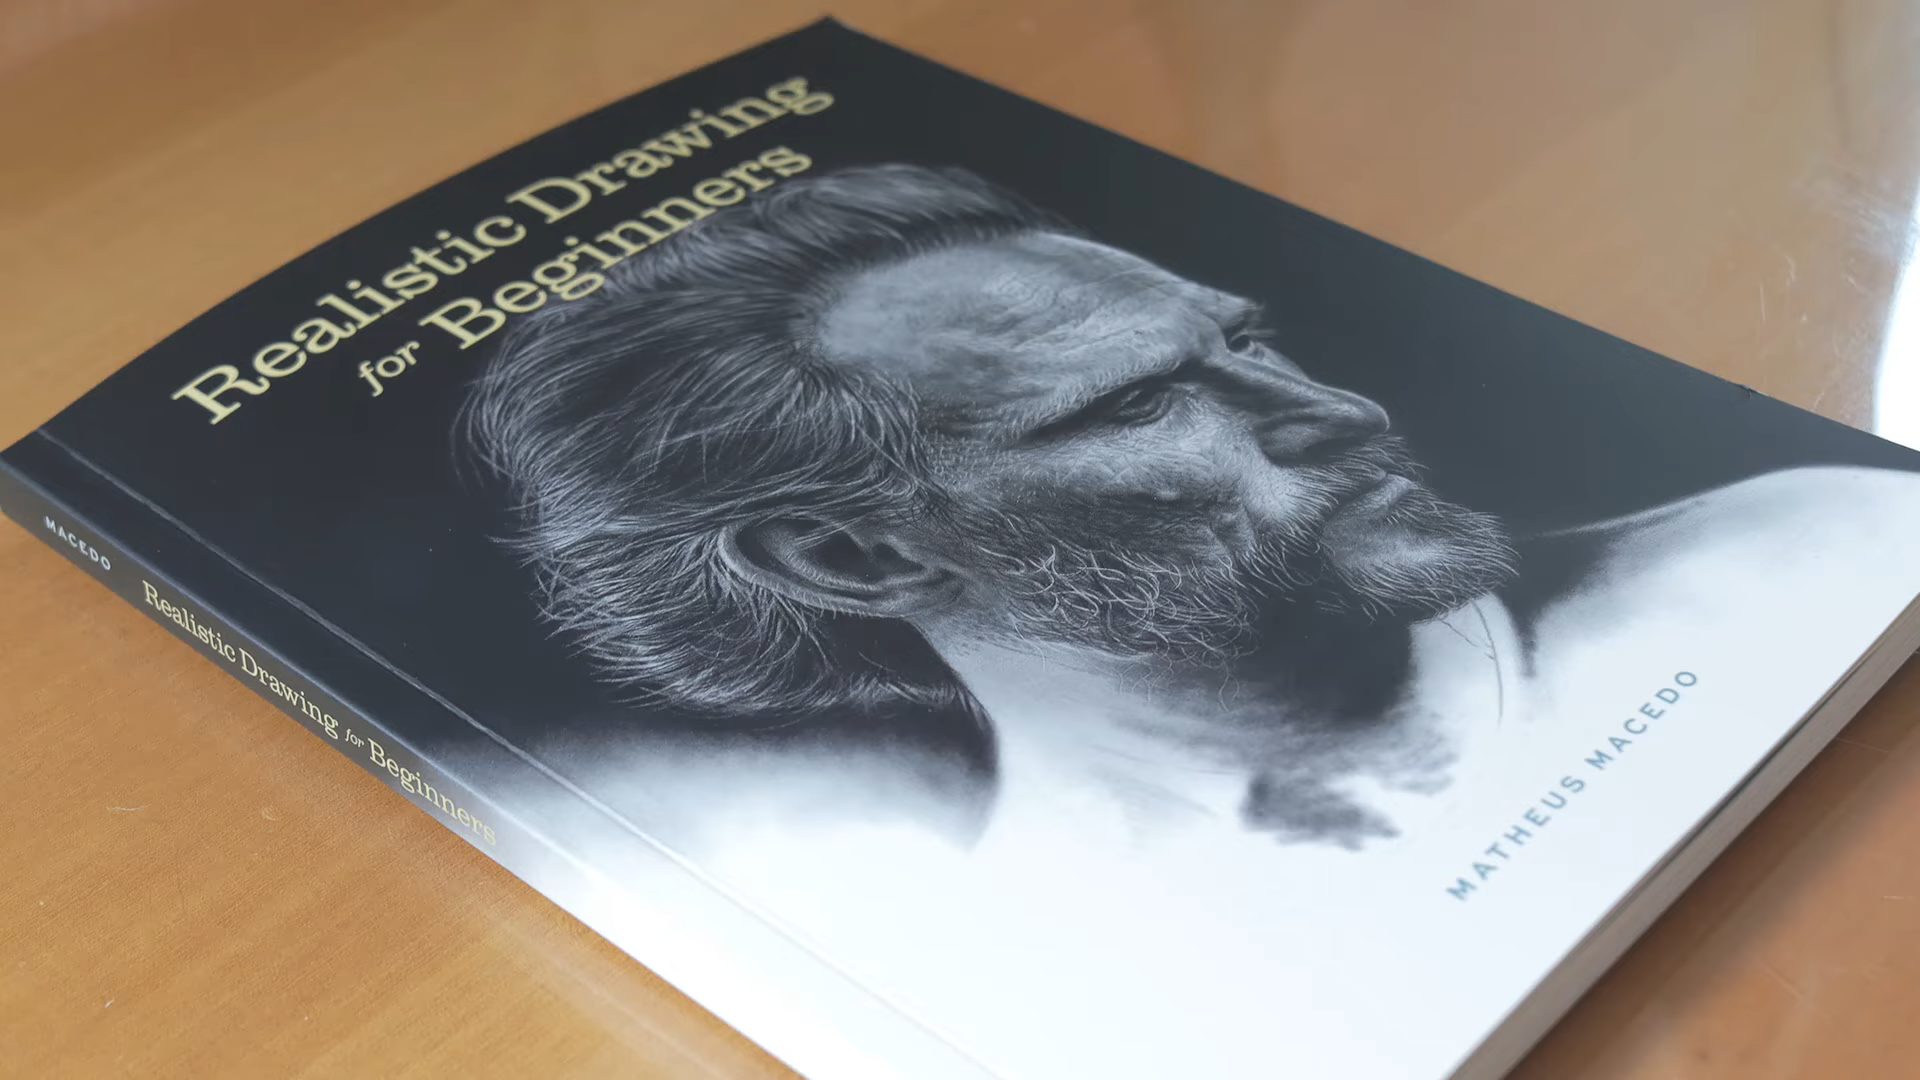 Realistic Drawing
for Beginners
MATHEUS MACEDO
MACEDO Realistic Drawing for Beginners